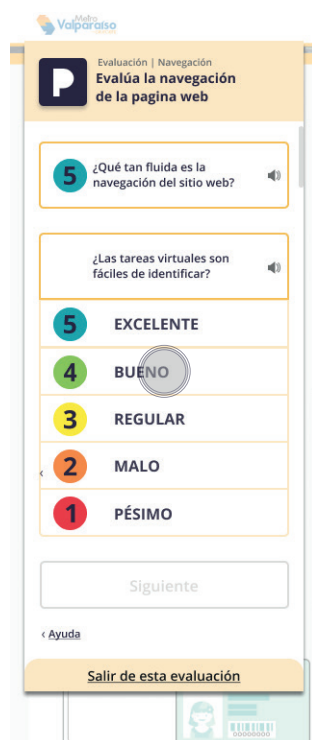 Metro
Valparaíso
Evaluación | Navegación
Evalúa la navegación
de la pagina web
5
¿Qué tan fluida es la
navegación del sitio web?
¿Las tareas virtuales son
fáciles de identificar?
5 EXCELENTE
4 BUENO
3 REGULAR
2 MALO
1 PÉSIMO
Siguiente
‹ Ayuda
Salir de esta evaluación
00000000